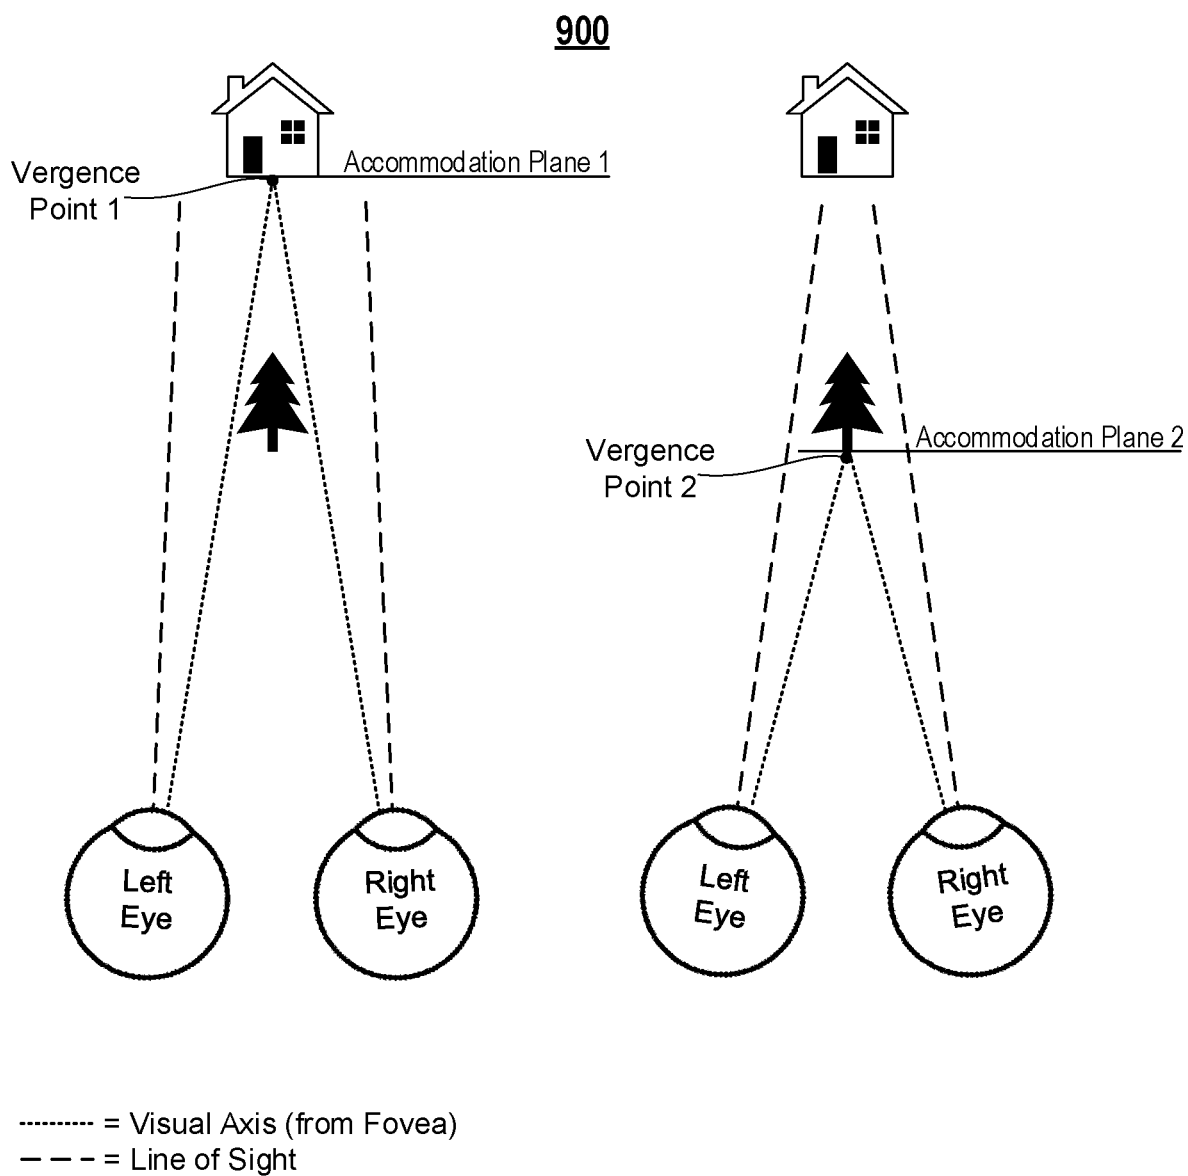 900
Accommodation Plane 1
Vergence
Point 1
Accommodation Plane 2
Vergence
Point 2
Left
Eye
Right
Eye
Left
Eye
Right
Eye
= Visual Axis (from Fovea)
= Line of Sight